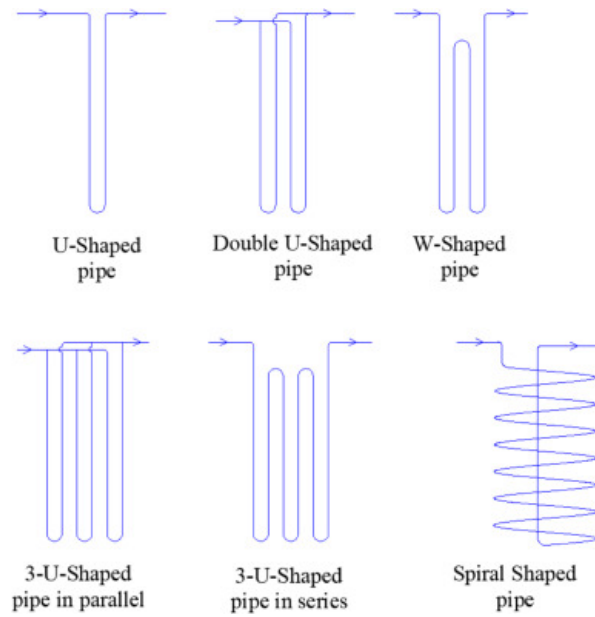 U-Shaped
pipe
Double U-Shaped
pipe
W-Shaped
pipe
3-U-Shaped
pipe in parallel
3-U-Shaped
pipe in series
Spiral Shaped
pipe